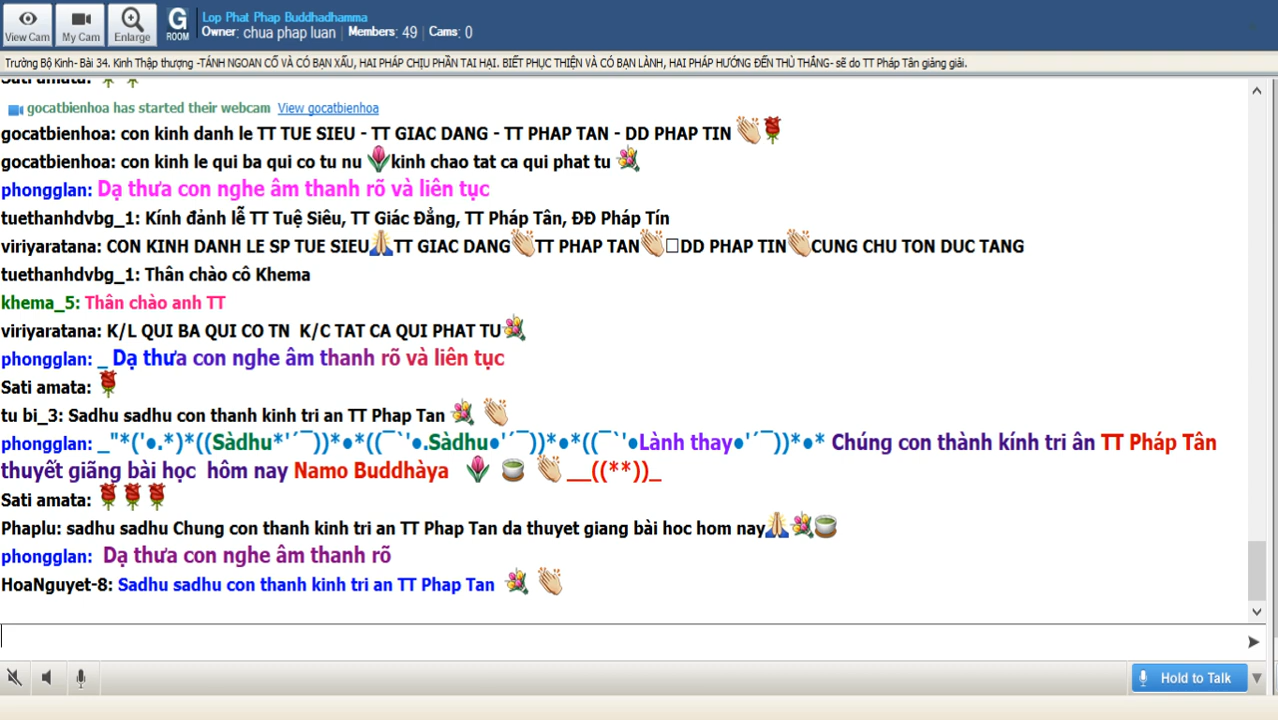 Lop Phat Phap Buddhadhamma
Owner: chua phap luan | Members: 49 | Cams: 0
View Cam
My Cam
Enlarge
G
ROOM
Trường Bộ Kinh- Bài 34. Kinh Thập thượng -TÁNH NGOAN CỐ VÀ CÓ BẠN XẤU, HAI PHÁP CHỊU PHẦN TAI HẠI. BIẾT PHỤC THIỆN VÀ CÓ BẠN LÀNH, HAI PHÁP HƯỚNG ĐẾN THÙ THẮNG- sẽ do TT Pháp Tân giảng giải.
Sati amata:
gocatbienhoa has started their webcam View gocatbienhoa
gocatbienhoa: con kinh danh le TT TUE SIEU - TT GIAC DANG - TT PHAP TAN - DD PHAP TIN
gocatbienhoa: con kinh le qui ba qui co tu nu kinh chao tat ca qui phat tu
phongglan: Dạ thưa con nghe âm thanh rõ và liên tục
tuethanhdvbg_1: Kính đảnh lễ TT Tuệ Siêu, TT Giác Đẳng, TT Pháp Tân, ĐĐ Pháp Tín
viriyaratana: CON KINH DANH LE SP TUE SIEU TT GIAC DANG TT PHAP TAN DD PHAP TIN CUNG CHU TON DUC TANG
tuethanhdvbg_1: Thân chào cô Khema
khema_5: Thân chào anh TT
viriyaratana: K/L QUI BA QUI CO TN K/C TAT CA QUI PHAT TU
phongglan: _ Dạ thưa con nghe âm thanh rõ và liên tục
Sati amata:
tu bi_3: Sadhu sadhu con thanh kinh tri an TT Phap Tan
phongglan: _"*('●.*)*((Sàdhu*'´¯))*●*((¯`'●.Sàdhu●'´¯))*●*((¯`'●Lành thay●'´¯))*●* Chúng con thành kính tri ân TT Pháp Tân
thuyết giãng bài học hôm nay Namo Buddhàya __((**))_
Sati amata:
Phaplu: sadhu sadhu Chung con thanh kinh tri an TT Phap Tan da thuyet giang bài hoc hom nay
phongglan: Dạ thưa con nghe âm thanh rõ
HoaNguyet-8: Sadhu sadhu con thanh kinh tri an TT Phap Tan
Hold to Talk